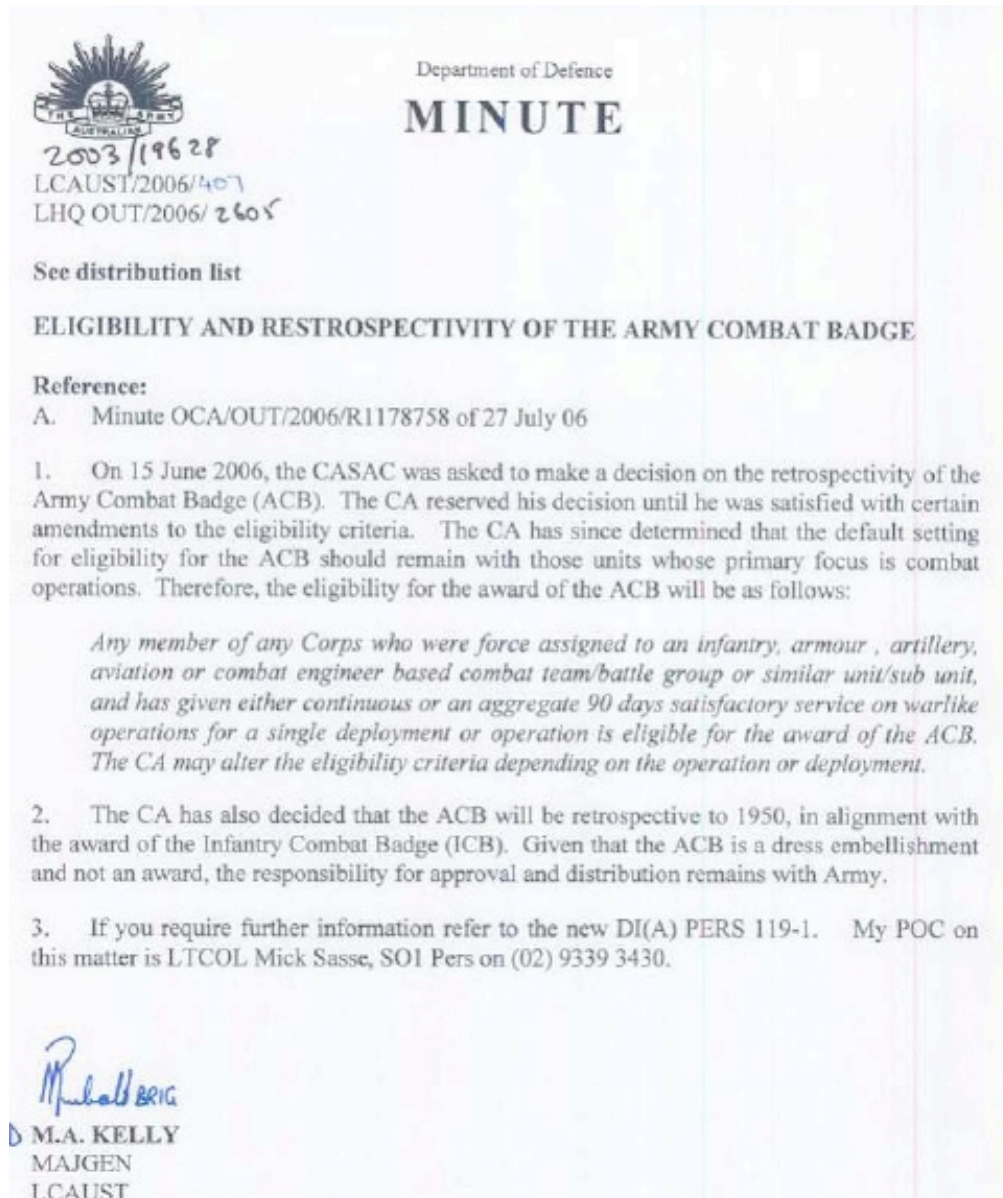 Department of Defence
MINUTE
THE ARMY
AUSTRALIAN
2003/19628
LCAUST/2006/407
LHQ OUT/2006/2605
See distribution list
ELIGIBILITY AND RESTROSPECTIVITY OF THE ARMY COMBAT BADGE
Reference:
A. Minute OCA/OUT/2006/R1178758 of 27 July 06
1. On 15 June 2006, the CASAC was asked to make a decision on the retrospectivity of the
Army Combat Badge (ACB). The CA reserved his decision until he was satisfied with certain
amendments to the eligibility criteria. The CA has since determined that the default setting
for eligibility for the ACB should remain with those units whose primary focus is combat
operations. Therefore, the eligibility for the award of the ACB will be as follows:
Any member of any Corps who were force assigned to an infantry, armour , artillery,
aviation or combat engineer based combat team/battle group or similar unit/sub unit,
and has given either continuous or an aggregate 90 days satisfactory service on warlike
operations for a single deployment or operation is eligible for the award of the ACB.
The CA may alter the eligibility criteria depending on the operation or deployment.
2. The CA has also decided that the ACB will be retrospective to 1950, in alignment with
the award of the Infantry Combat Badge (ICB). Given that the ACB is a dress embellishment
and not an award, the responsibility for approval and distribution remains with Army.
3. If you require further information refer to the new DI(A) PERS 119-1. My POC on
this matter is LTCOL Mick Sasse, SO1 Pers on (02) 9339 3430.
BRIG
M.A. KELLY
MAJGEN
LCAUST